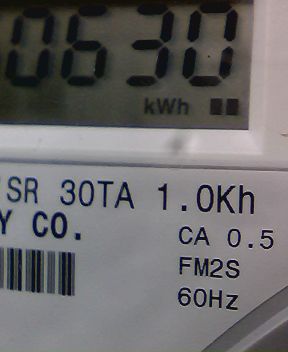 0630
kWh
SR 30TA 1.0Kh
Y CO.
CA 0.5
FM2S
60Hz